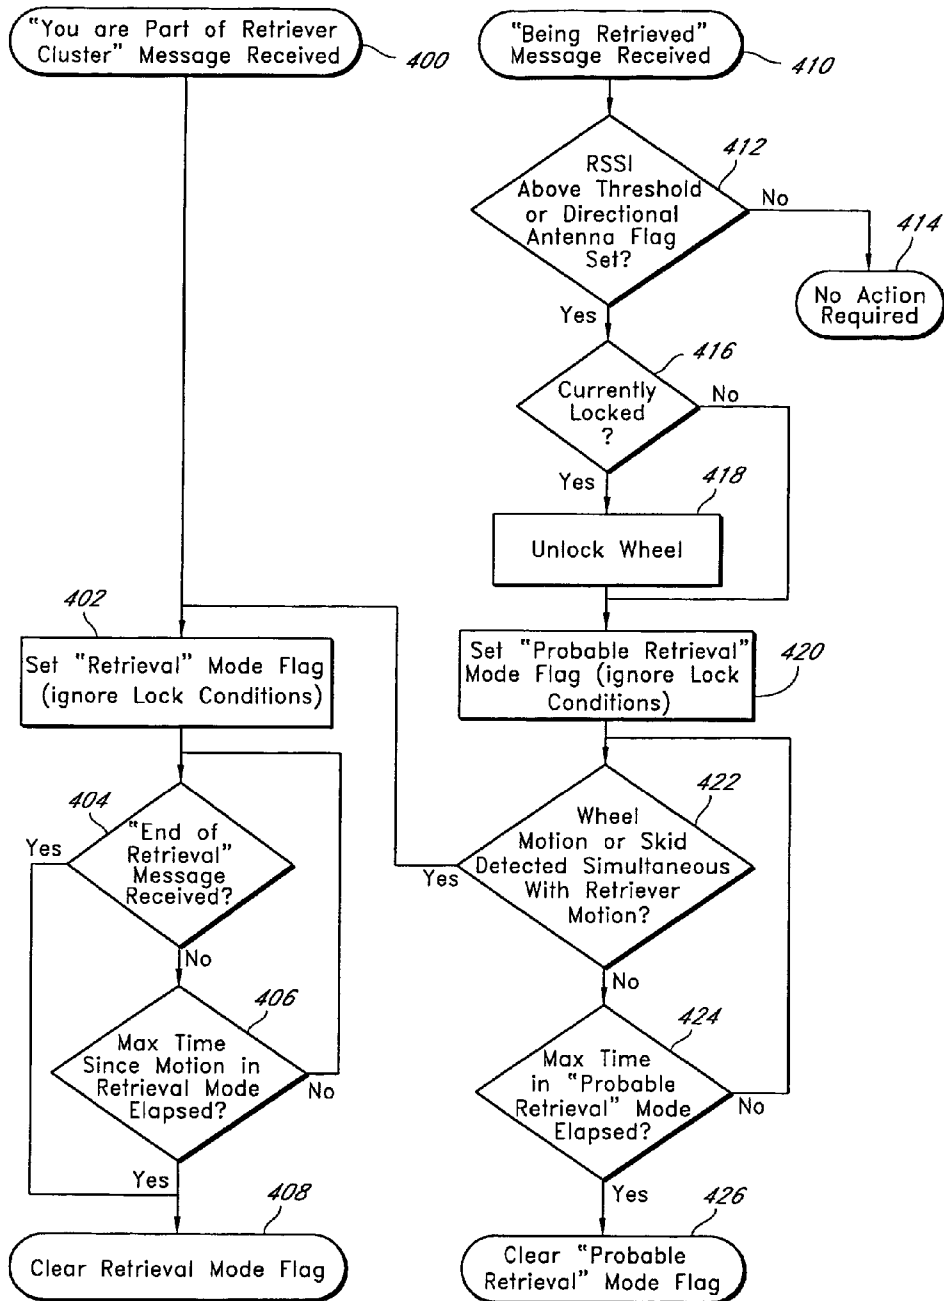 "You are Part of Retriever
Cluster" Message Received
400
"Being Retrieved"
Message Received
410
RSSI
Above Threshold
or Directional
Antenna Flag
Set?
412
No
414
No Action
Required
Yes
416
Currently
Locked
?
No
Yes
418
Unlock Wheel
402
Set "Retrieval" Mode Flag
(ignore Lock Conditions)
Set "Probable Retrieval"
Mode Flag (ignore Lock
Conditions)
420
404
"End of
Retrieval"
Message
Received?
Yes
No
422
Wheel
Motion or Skid
Detected Simultaneous
With Retriever
Motion?
Yes
No
406
Max Time
Since Motion in
Retrieval Mode
Elapsed?
No
Yes
424
Max Time
in "Probable
Retrieval" Mode
Elapsed?
No
Yes
408
Clear Retrieval Mode Flag
426
Clear "Probable
Retrieval" Mode Flag